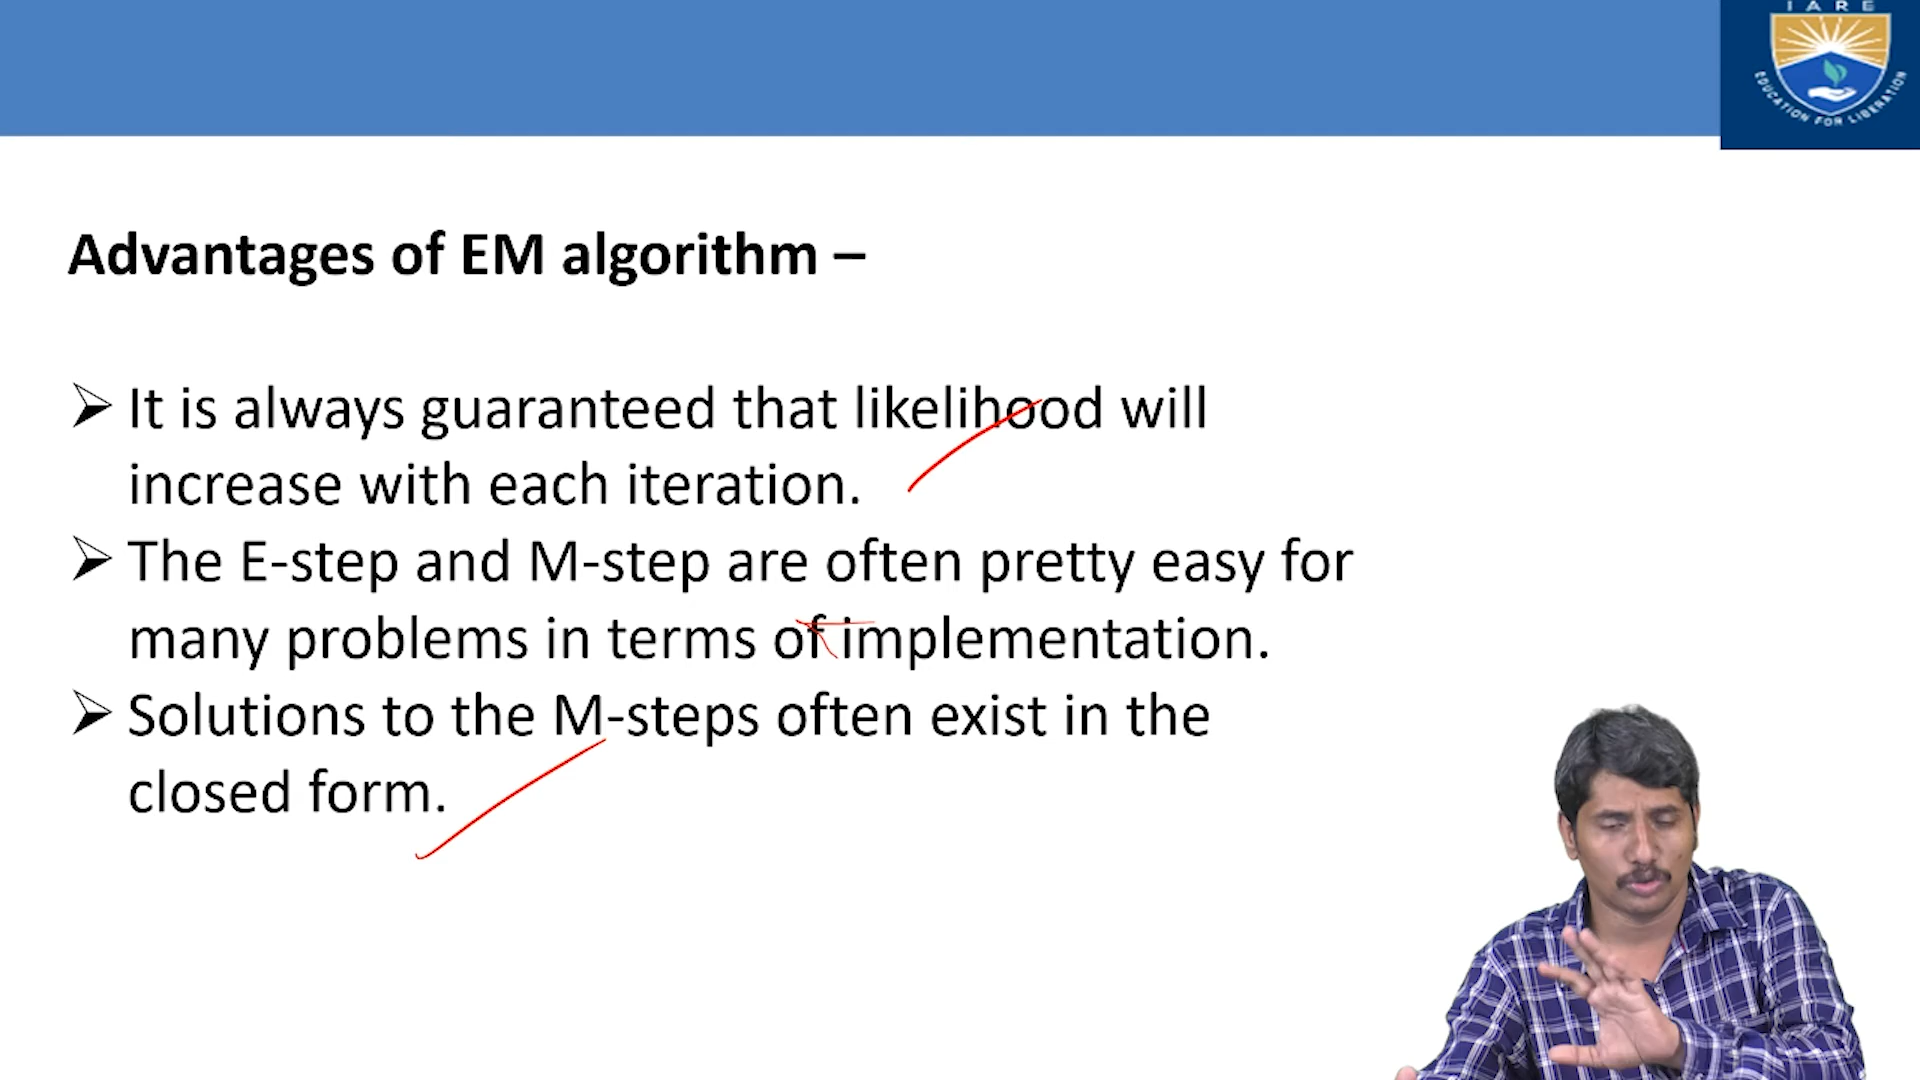 IARE
EDUCATION FOR LIBERATION
Advantages of EM algorithm –
➢ It is always guaranteed that likelihood will
increase with each iteration.
➢ The E-step and M-step are often pretty easy for
many problems in terms of implementation.
➢ Solutions to the M-steps often exist in the
closed form.